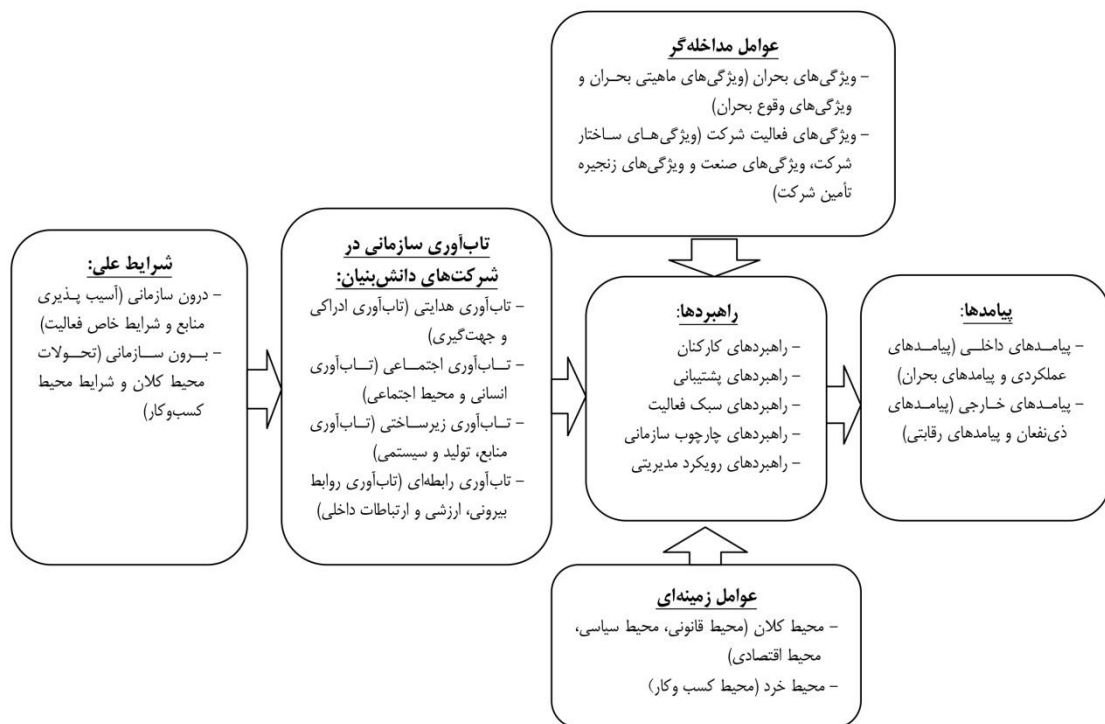 عوامل مداخله‌گر
- ویژگی‌های بحران (ویژگی‌های ماهیتی بحران و
ویژگی‌های وقوع بحران)
- ویژگی‌های فعالیت شرکت (ویژگی‌های ساختار
شرکت، ویژگی‌های صنعت و ویژگی‌های زنجیره
تأمین شرکت)
شرایط علی:
- درون سازمانی (آسیب پذیری
منابع و شرایط خاص فعالیت)
- برون سازمانی (تحولات
محیط کلان و شرایط محیط
کسب‌وکار)
تاب‌آوری سازمانی در
شرکت‌های دانش‌بنیان:
- تاب‌آوری هدایتی (تاب‌آوری ادراکی
و جهت‌گیری)
- تاب‌آوری اجتماعی (تاب‌آوری
انسانی و محیط اجتماعی)
- تاب‌آوری زیرساختی (تاب‌آوری
منابع، تولید و سیستمی)
- تاب‌آوری رابطه‌ای (تاب‌آوری روابط
بیرونی، ارزشی و ارتباطات داخلی)
راهبردها:
- راهبردهای کارکنان
- راهبردهای پشتیبانی
- راهبردهای سبک فعالیت
- راهبردهای چارچوب سازمانی
- راهبردهای رویکرد مدیریتی
پیامدها:
- پیامدهای داخلی (پیامدهای
عملکردی و پیامدهای بحران)
- پیامدهای خارجی (پیامدهای
ذی‌نفعان و پیامدهای رقابتی)
عوامل زمینه‌ای
- محیط کلان (محیط قانونی، محیط سیاسی،
محیط اقتصادی)
- محیط خرد (محیط کسب وکار)